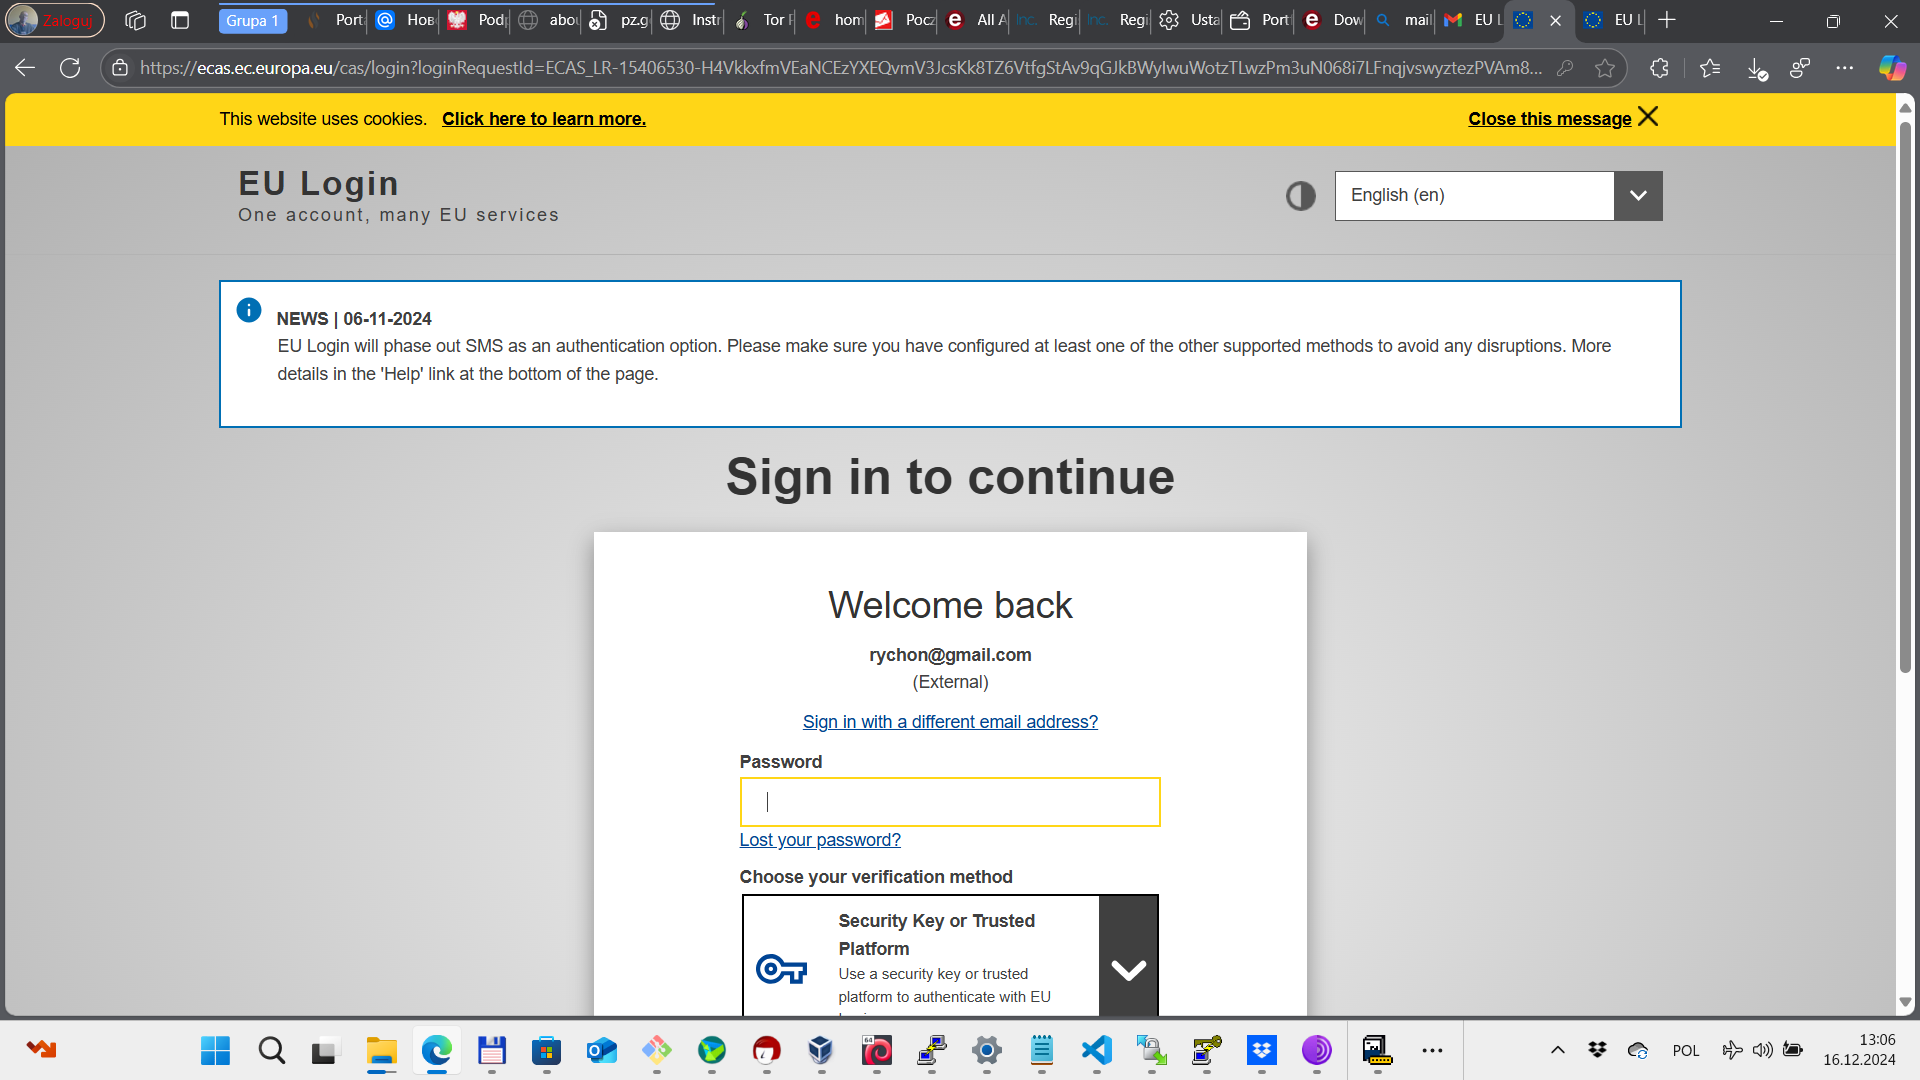 Zaloguj
Grupa 1
Port
Нов
Podp
abou
pz.g
Instr
Tor
hom
Pocz
All A
Inc.
Regi
Inc.
Regi
Usta
Port
Dow
mail
EU L
EU L
https://ecas.ec.europa.eu/cas/login?loginRequestId=ECAS_LR-15406530-H4VkkxfmVEaNCEzYXEQvmV3JcsKk8TZ6VtfgStAv9qGJkBWyIwuWotzTLwzPm3uN068i7LFnqjvswyztezPVAm8...
This website uses cookies. Click here to learn more.
Close this message
EU Login
One account, many EU services
English (en)
NEWS | 06-11-2024
EU Login will phase out SMS as an authentication option. Please make sure you have configured at least one of the other supported methods to avoid any disruptions. More
details in the 'Help' link at the bottom of the page.
Sign in to continue
Welcome back
rychon@gmail.com
(External)
Sign in with a different email address?
Password
Lost your password?
Choose your verification method
Security Key or Trusted
Platform
Use a security key or trusted
platform to authenticate with EU
64
POL
13:06
16.12.2024